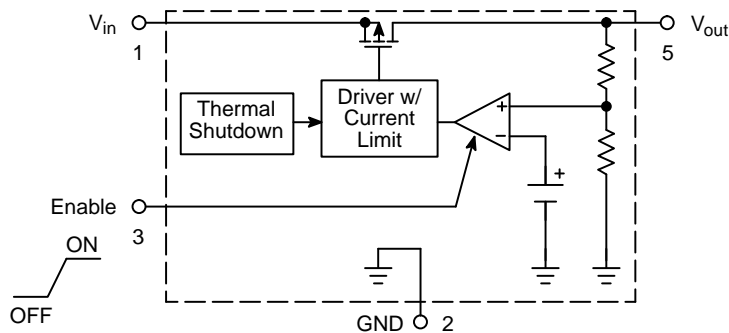 Vin
1
Vout
5
Thermal
Shutdown
Driver w/
Current
Limit
+
−
+
Enable
3
ON
OFF
GND
2